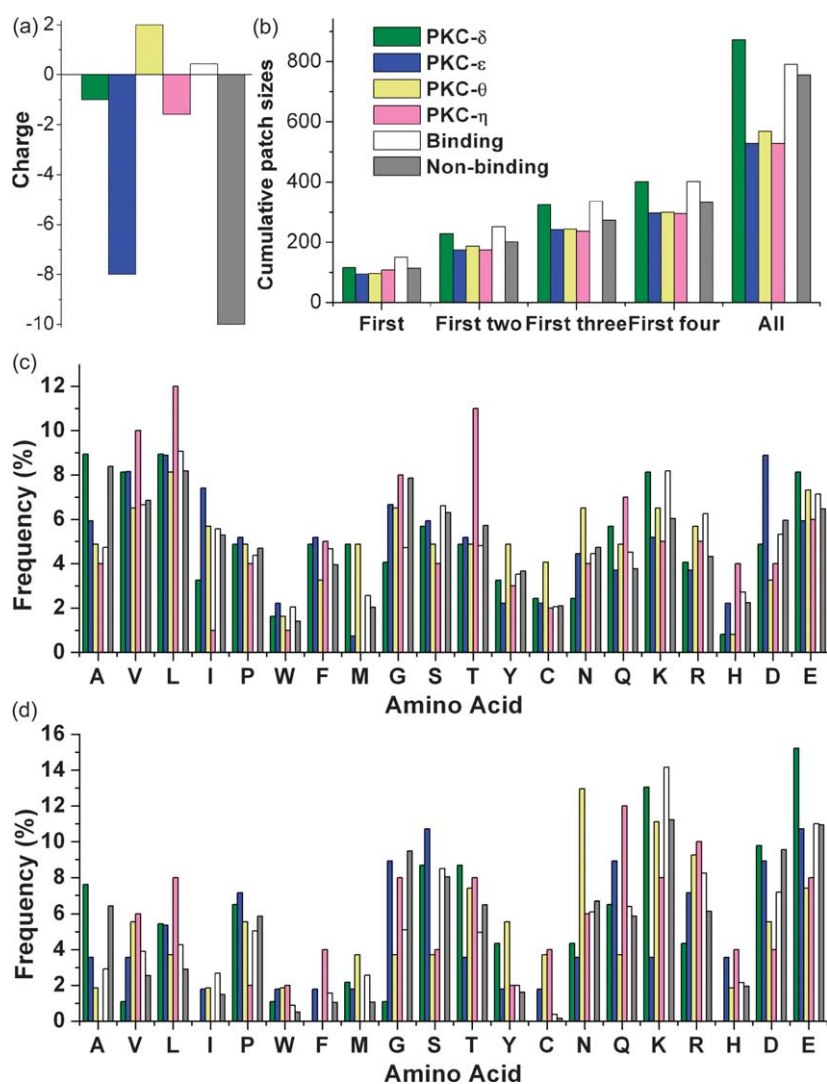 (a)
Charge
2
0
-2
-4
-6
-8
-10
(b)
Cumulative patch sizes
800
600
400
200
0
PKC-δ
PKC-ε
PKC-θ
PKC-η
Binding
Non-binding
First First two First three First four All
(c)
Frequency (%)
12
10
8
6
4
2
0
A V L I P W F M G S T Y C N Q K R H D E
Amino Acid
(d)
Frequency (%)
16
14
12
10
8
6
4
2
0
A V L I P W F M G S T Y C N Q K R H D E
Amino Acid